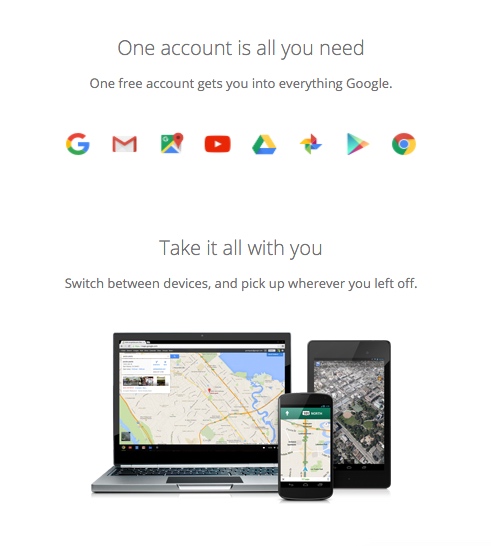 One account is all you need
One free account gets you into everything Google.
Take it all with you
Switch between devices, and pick up wherever you left off.
NORTH